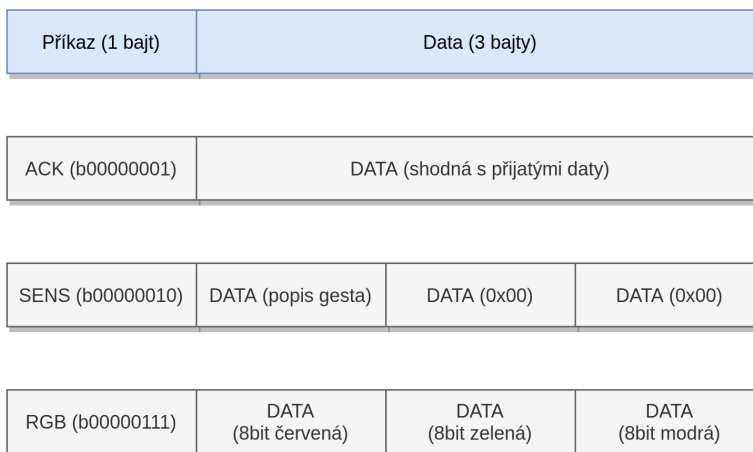 Příkaz (1 bajt)
Data (3 bajty)
ACK (b00000001)
DATA (shodná s přijatými daty)
SENS (b00000010)
DATA (popis gesta)
DATA (0x00)
DATA (0x00)
RGB (b00000111)
DATA
(8bit červená)
DATA
(8bit zelená)
DATA
(8bit modrá)